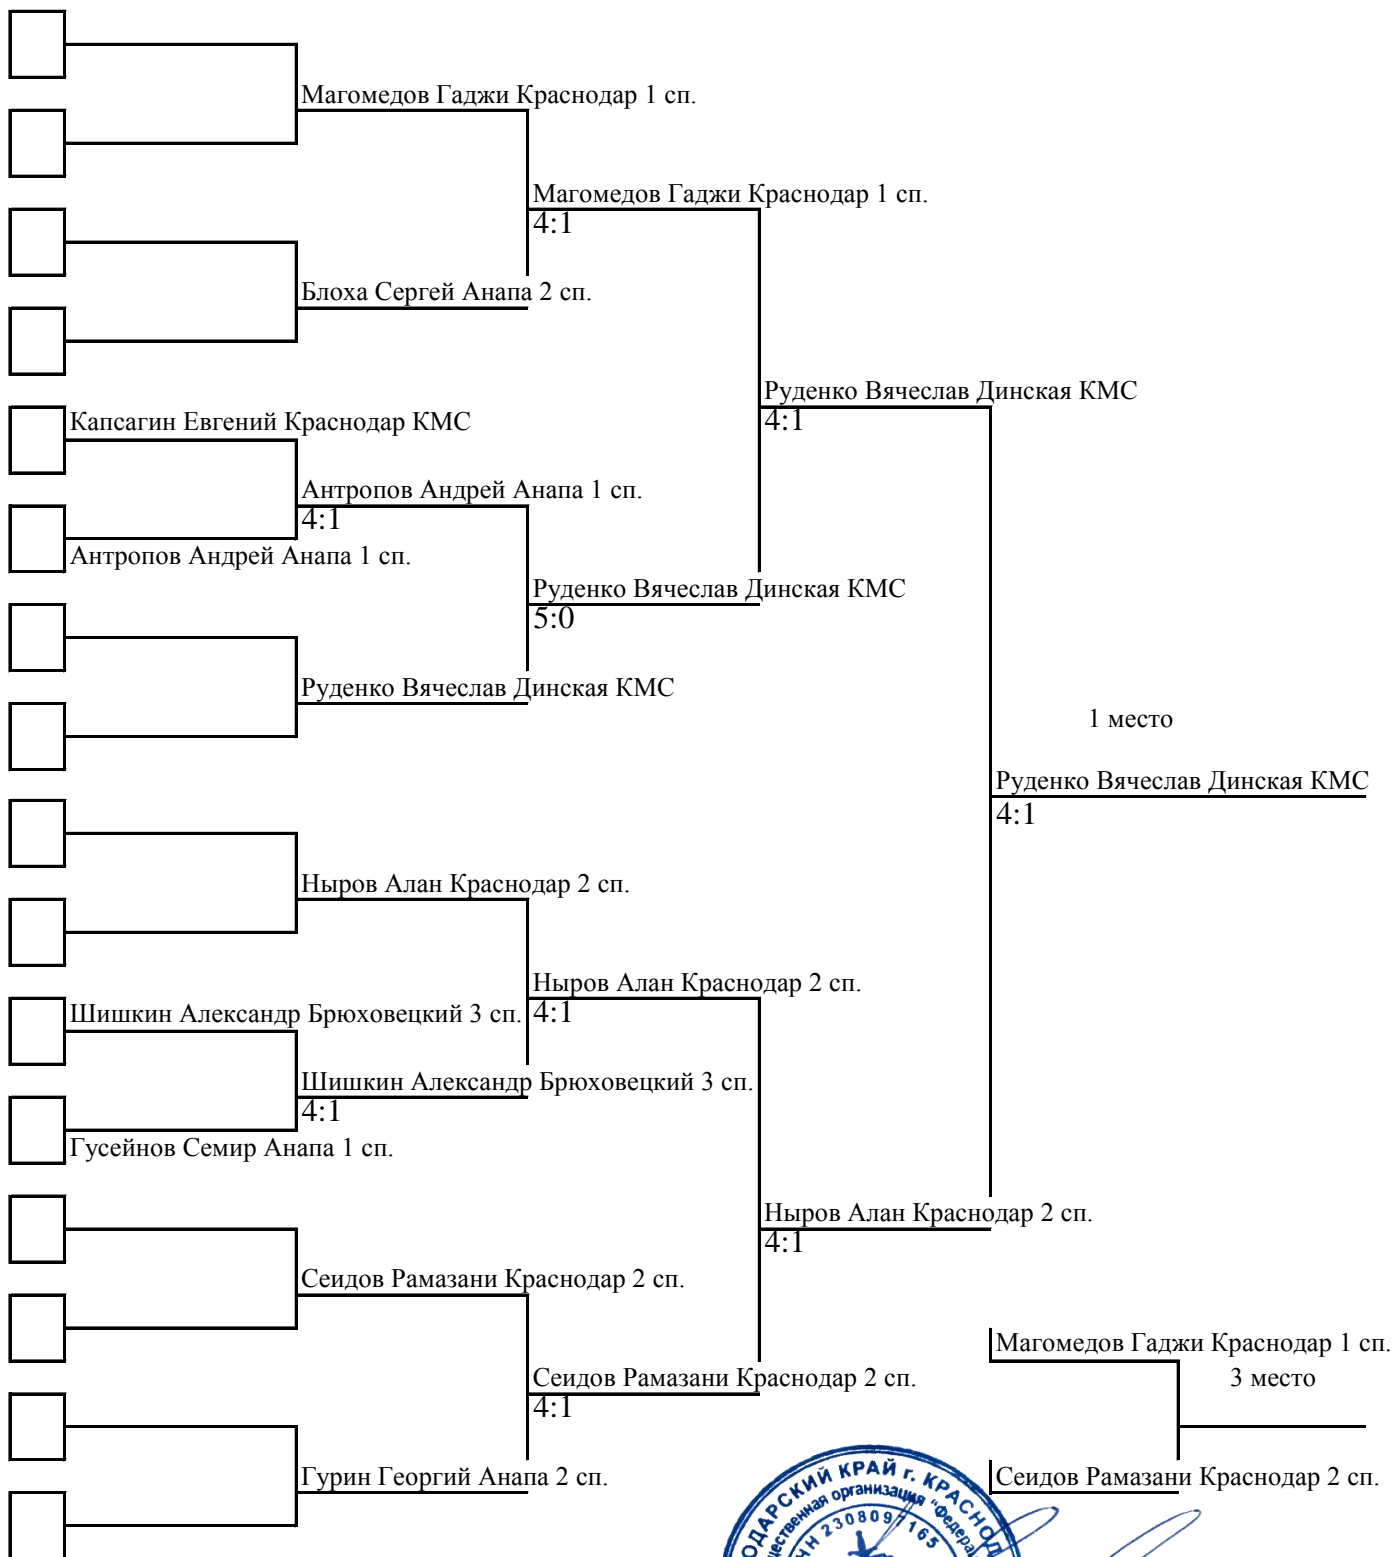 Магомедов Гаджи Краснодар 1 сп.
Магомедов Гаджи Краснодар 1 сп.
4:1
Блоха Сергей Анапа 2 сп.
Руденко Вячеслав Динская КМС
4:1
Капсагин Евгений Краснодар КМС
Антропов Андрей Анапа 1 сп.
4:1
Антропов Андрей Анапа 1 сп.
Руденко Вячеслав Динская КМС
5:0
Руденко Вячеслав Динская КМС
1 место
Руденко Вячеслав Динская КМС
4:1
Ныров Алан Краснодар 2 сп.
Ныров Алан Краснодар 2 сп.
4:1
Шишкин Александр Брюховецкий 3 сп.
Шишкин Александр Брюховецкий 3 сп.
4:1
Гусейнов Семир Анапа 1 сп.
Ныров Алан Краснодар 2 сп.
4:1
Сеидов Рамазани Краснодар 2 сп.
Магомедов Гаджи Краснодар 1 сп.
3 место
Сеидов Рамазани Краснодар 2 сп.
4:1
Гурин Георгий Анапа 2 сп.
Сеидов Рамазани Краснодар 2 сп.
КРАЙ г.
организация